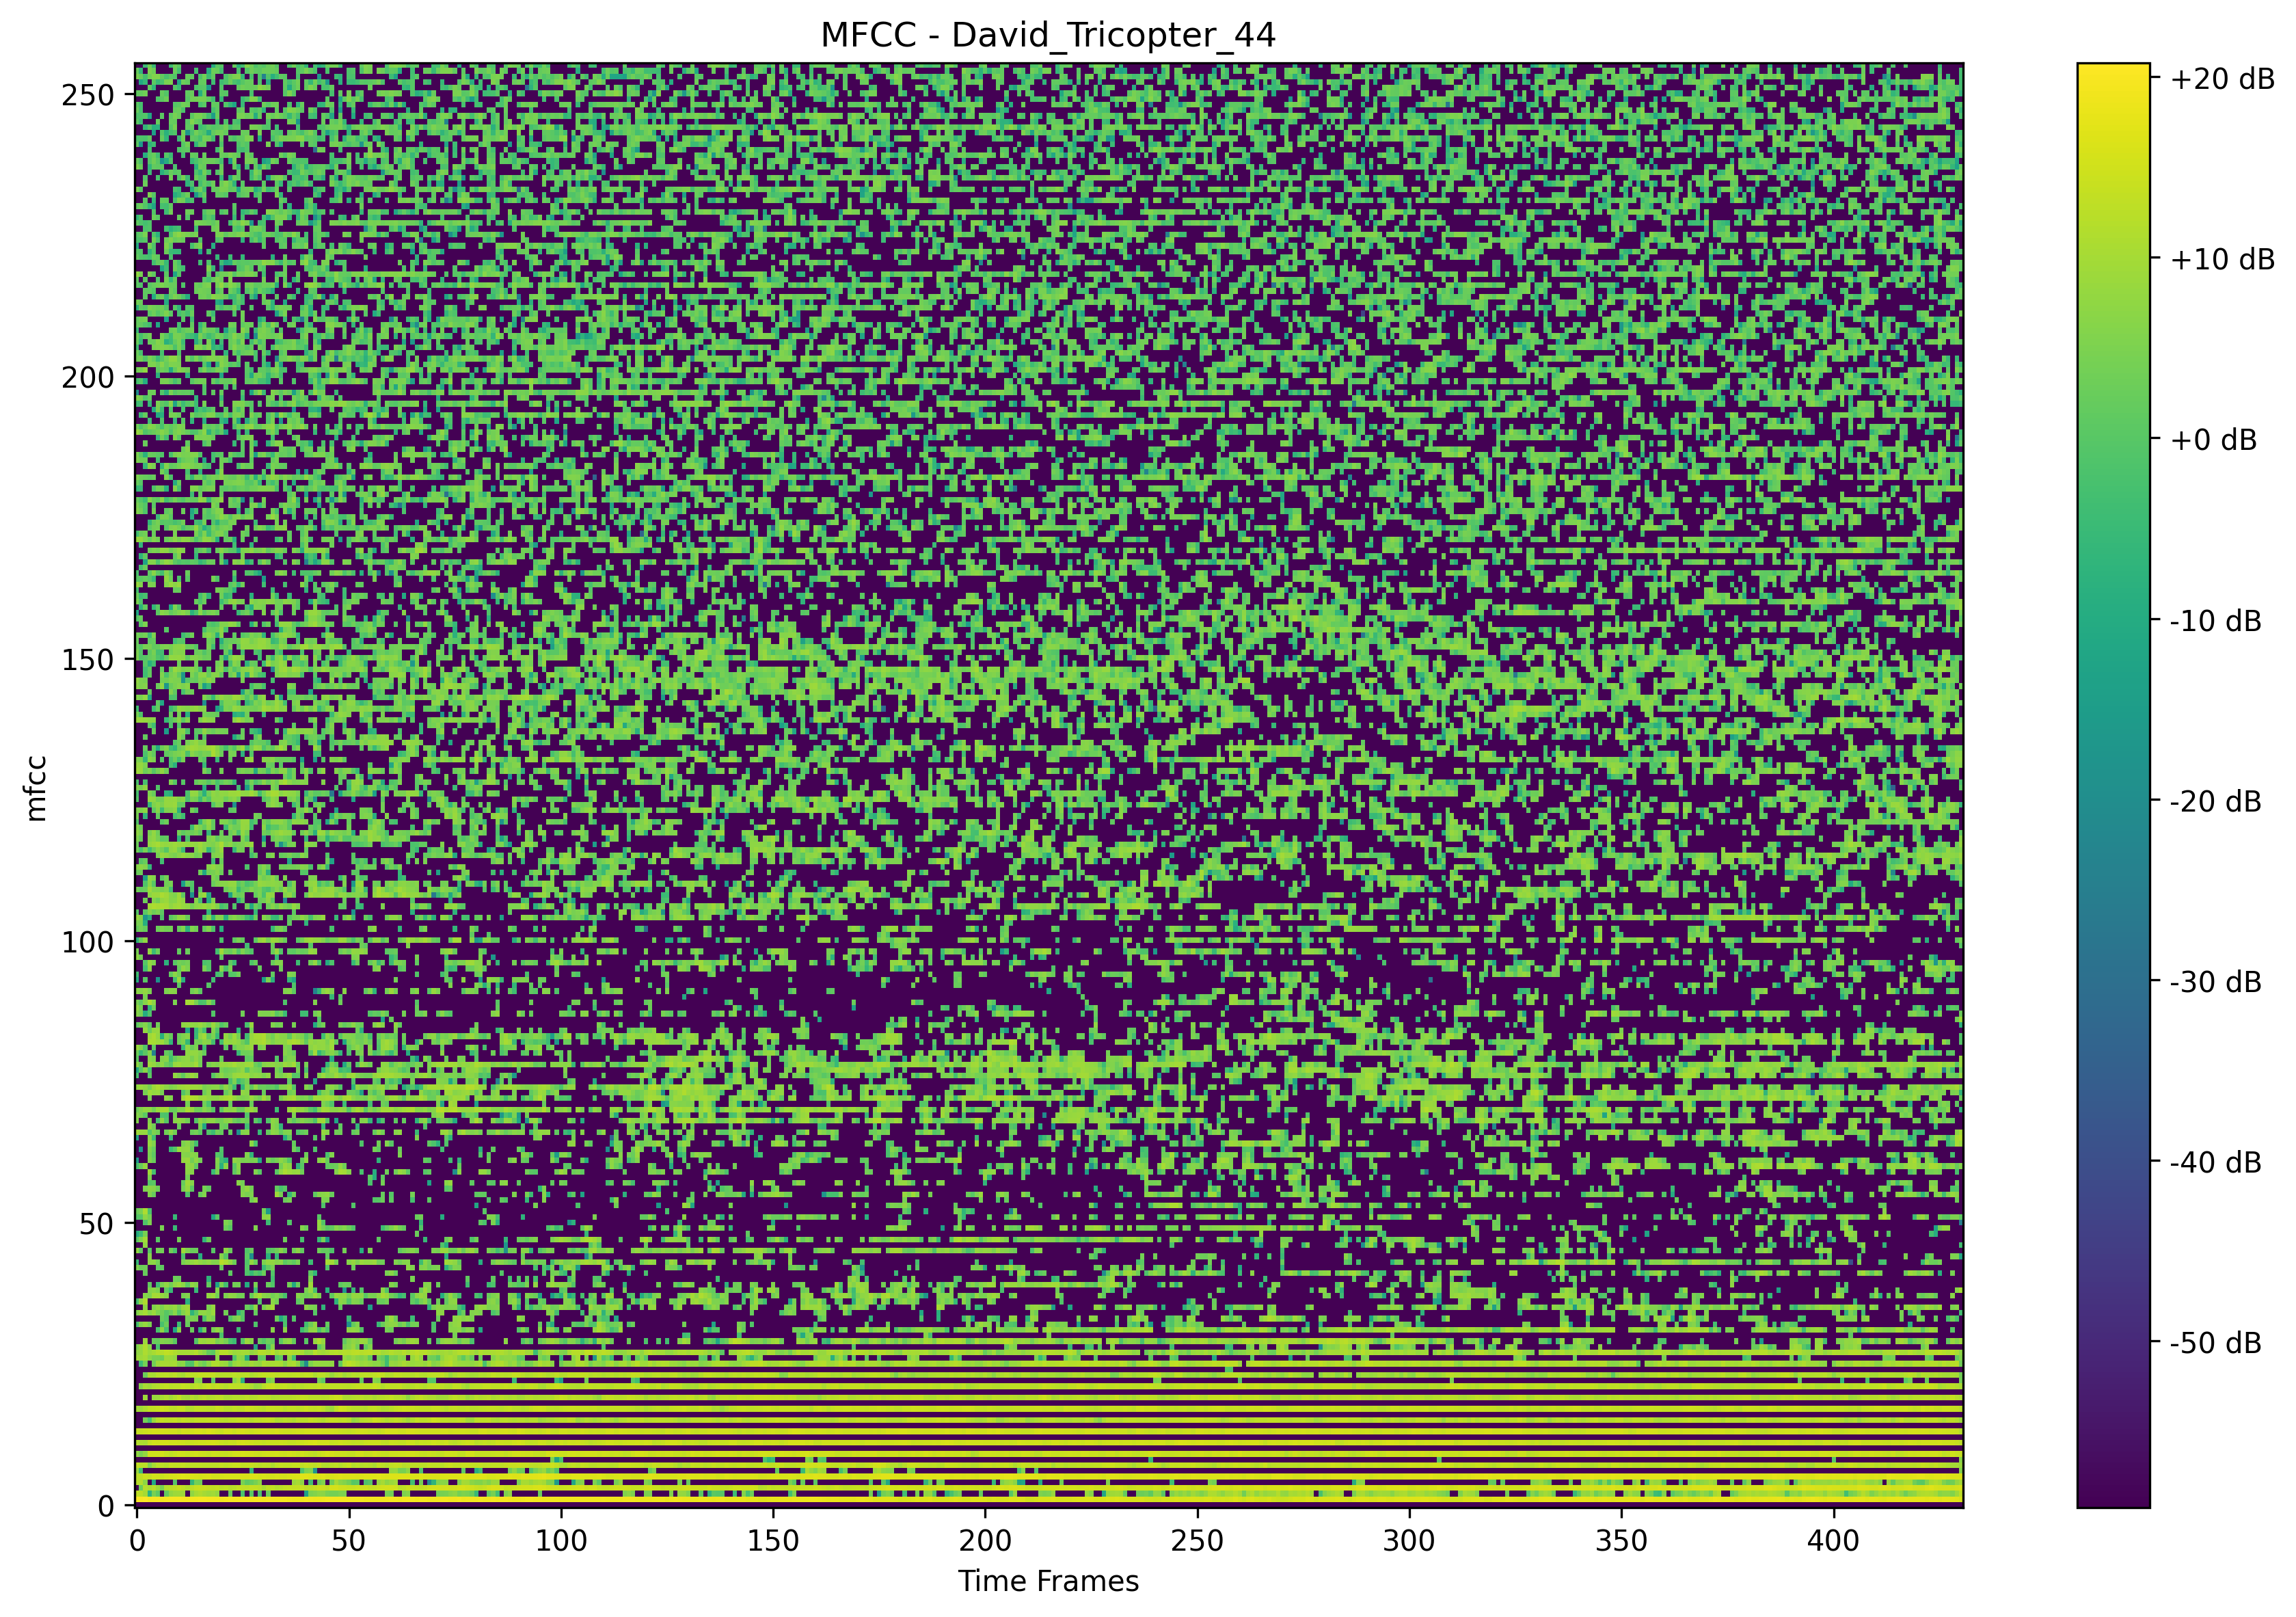 MFCC - David_Tricopter_44
250
200
150
100
50
0
mfcc
0 50 100 150 200 250 300 350 400
Time Frames
+20 dB
+10 dB
+0 dB
-10 dB
-20 dB
-30 dB
-40 dB
-50 dB